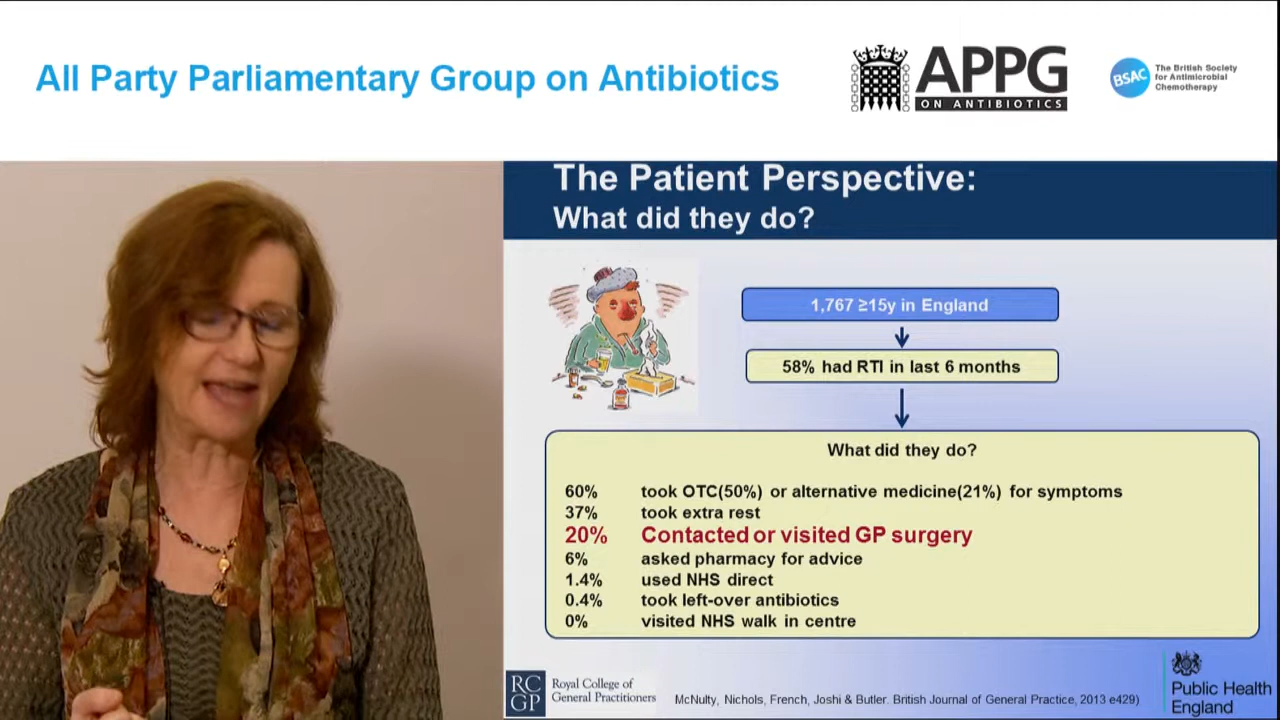 All Party Parliamentary Group on Antibiotics
APPG
ON ANTIBIOTICS
BSAC
The British Society
for Antimicrobial
Chemotherapy
The Patient Perspective:
What did they do?
1,767 ≥15y in England
58% had RTI in last 6 months
What did they do?
60% took OTC(50%) or alternative medicine(21%) for symptoms
37% took extra rest
20% Contacted or visited GP surgery
6% asked pharmacy for advice
1.4% used NHS direct
0.4% took left-over antibiotics
0% visited NHS walk in centre
RC
GP
Royal College of
General Practitioners
McNulty, Nichols, French, Joshi & Butler. British Journal of General Practice, 2013 e429)
Public Health
England